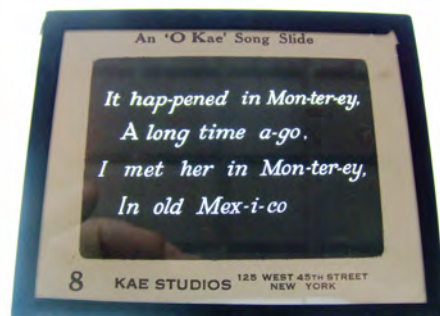 An 'O Kae' Song Slide
It hap-pened in Mon-ter-ey,
A long time a-go,
I met her in Mon-ter-ey,
In old Mex-i-co
8 KAE STUDIOS 125 WEST 45TH STREET
NEW YORK